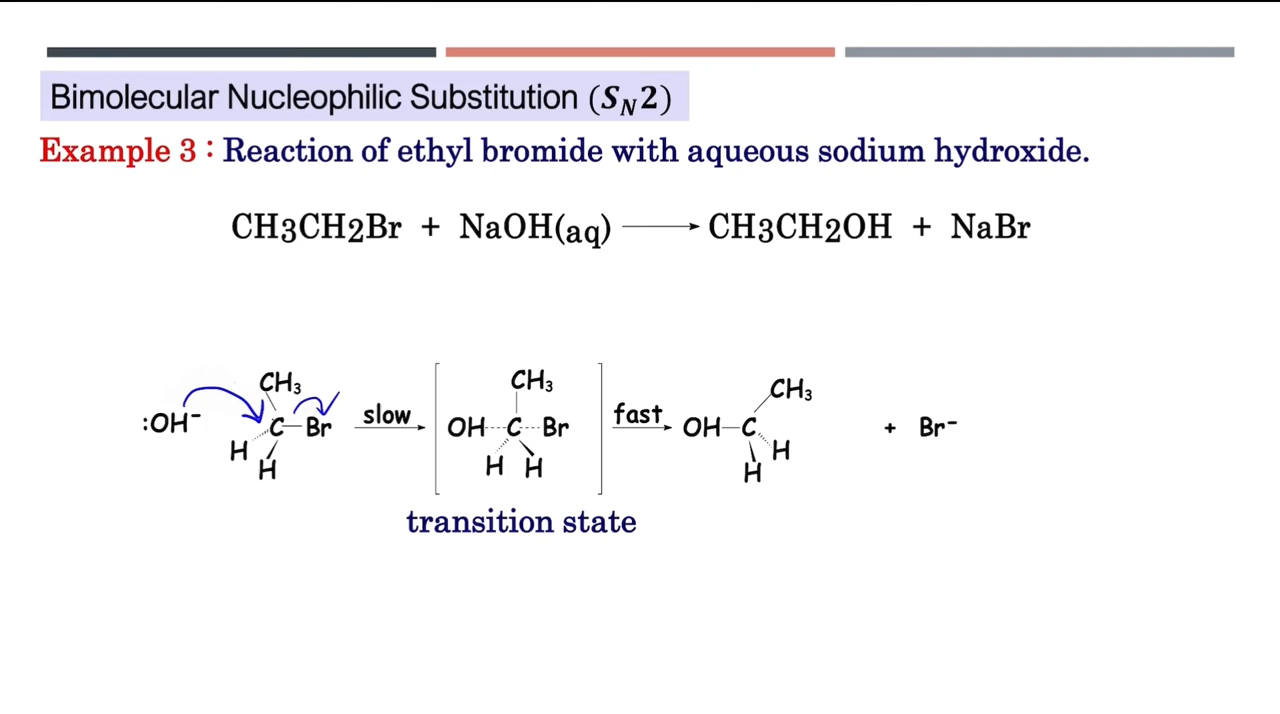 Bimolecular Nucleophilic Substitution (S_N2)
Example 3 : Reaction of ethyl bromide with aqueous sodium hydroxide.
CH3CH2Br + NaOH(aq) ⟶ CH3CH2OH + NaBr
CH₃ CH₃ CH₃
:OH⁻ C—Br slow OH---C---Br fast OH—C + Br⁻
H H H H H H
transition state